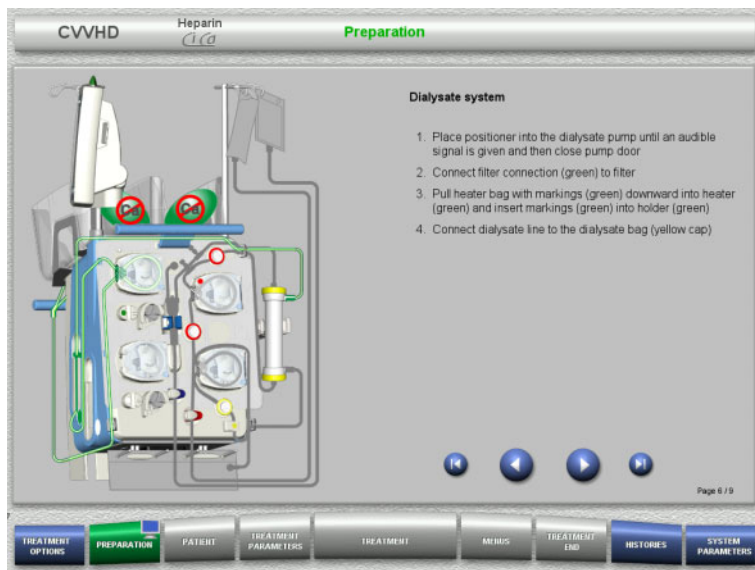 CVVHD
Heparin
Ci Ca
Preparation
Dialysate system
1. Place positioner into the dialysate pump until an audible
signal is given and then close pump door
2. Connect filter connection (green) to filter
3. Pull heater bag with markings (green) downward into heater
(green) and insert markings (green) into holder (green)
4. Connect dialysate line to the dialysate bag (yellow cap)
Ca
Ca
Page 6 / 9
TREATMENT
OPTIONS
PREPARATION
PATIENT
TREATMENT
PARAMETERS
TREATMENT
MENUS
TREATMENT
END
HISTORIES
SYSTEM
PARAMETERS